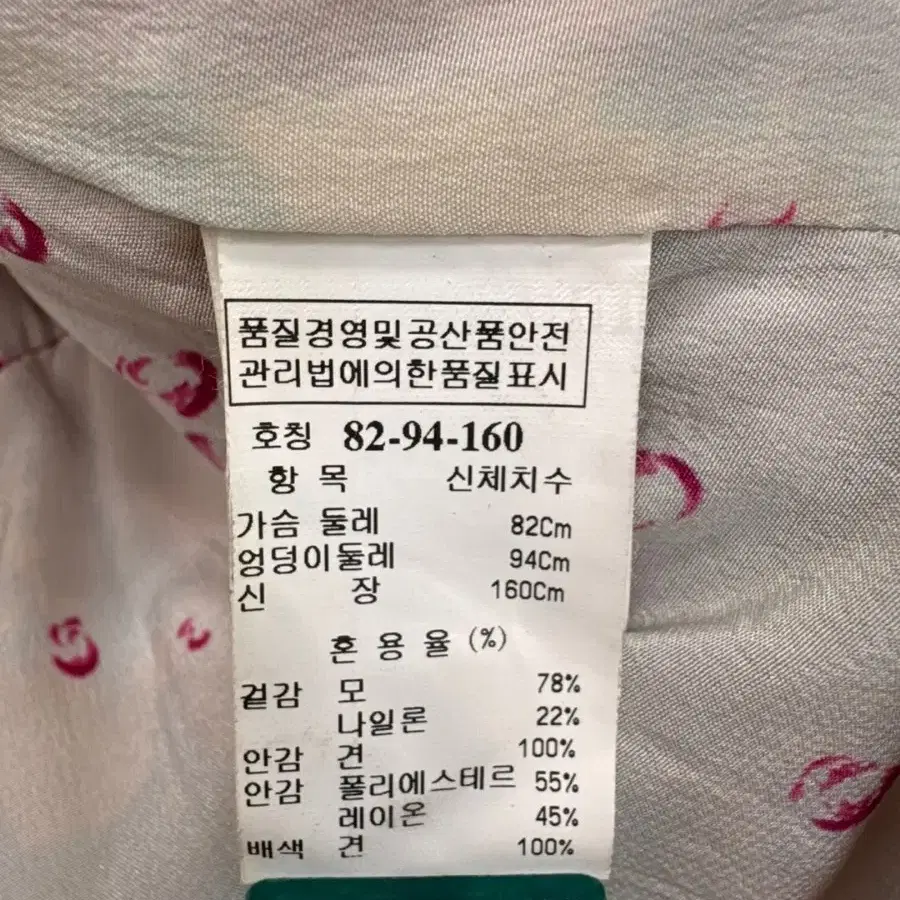 품질경영및공산품안전
관리법에의한품질표시
호칭 82-94-160
항 목 신체치수
가슴 둘레 82Cm
엉덩이둘레 94Cm
신 장 160Cm
혼 용 율 (%)
겉감 모 78%
나일론 22%
안감 견 100%
안감 폴리에스테르 55%
레이온 45%
배색 견 100%